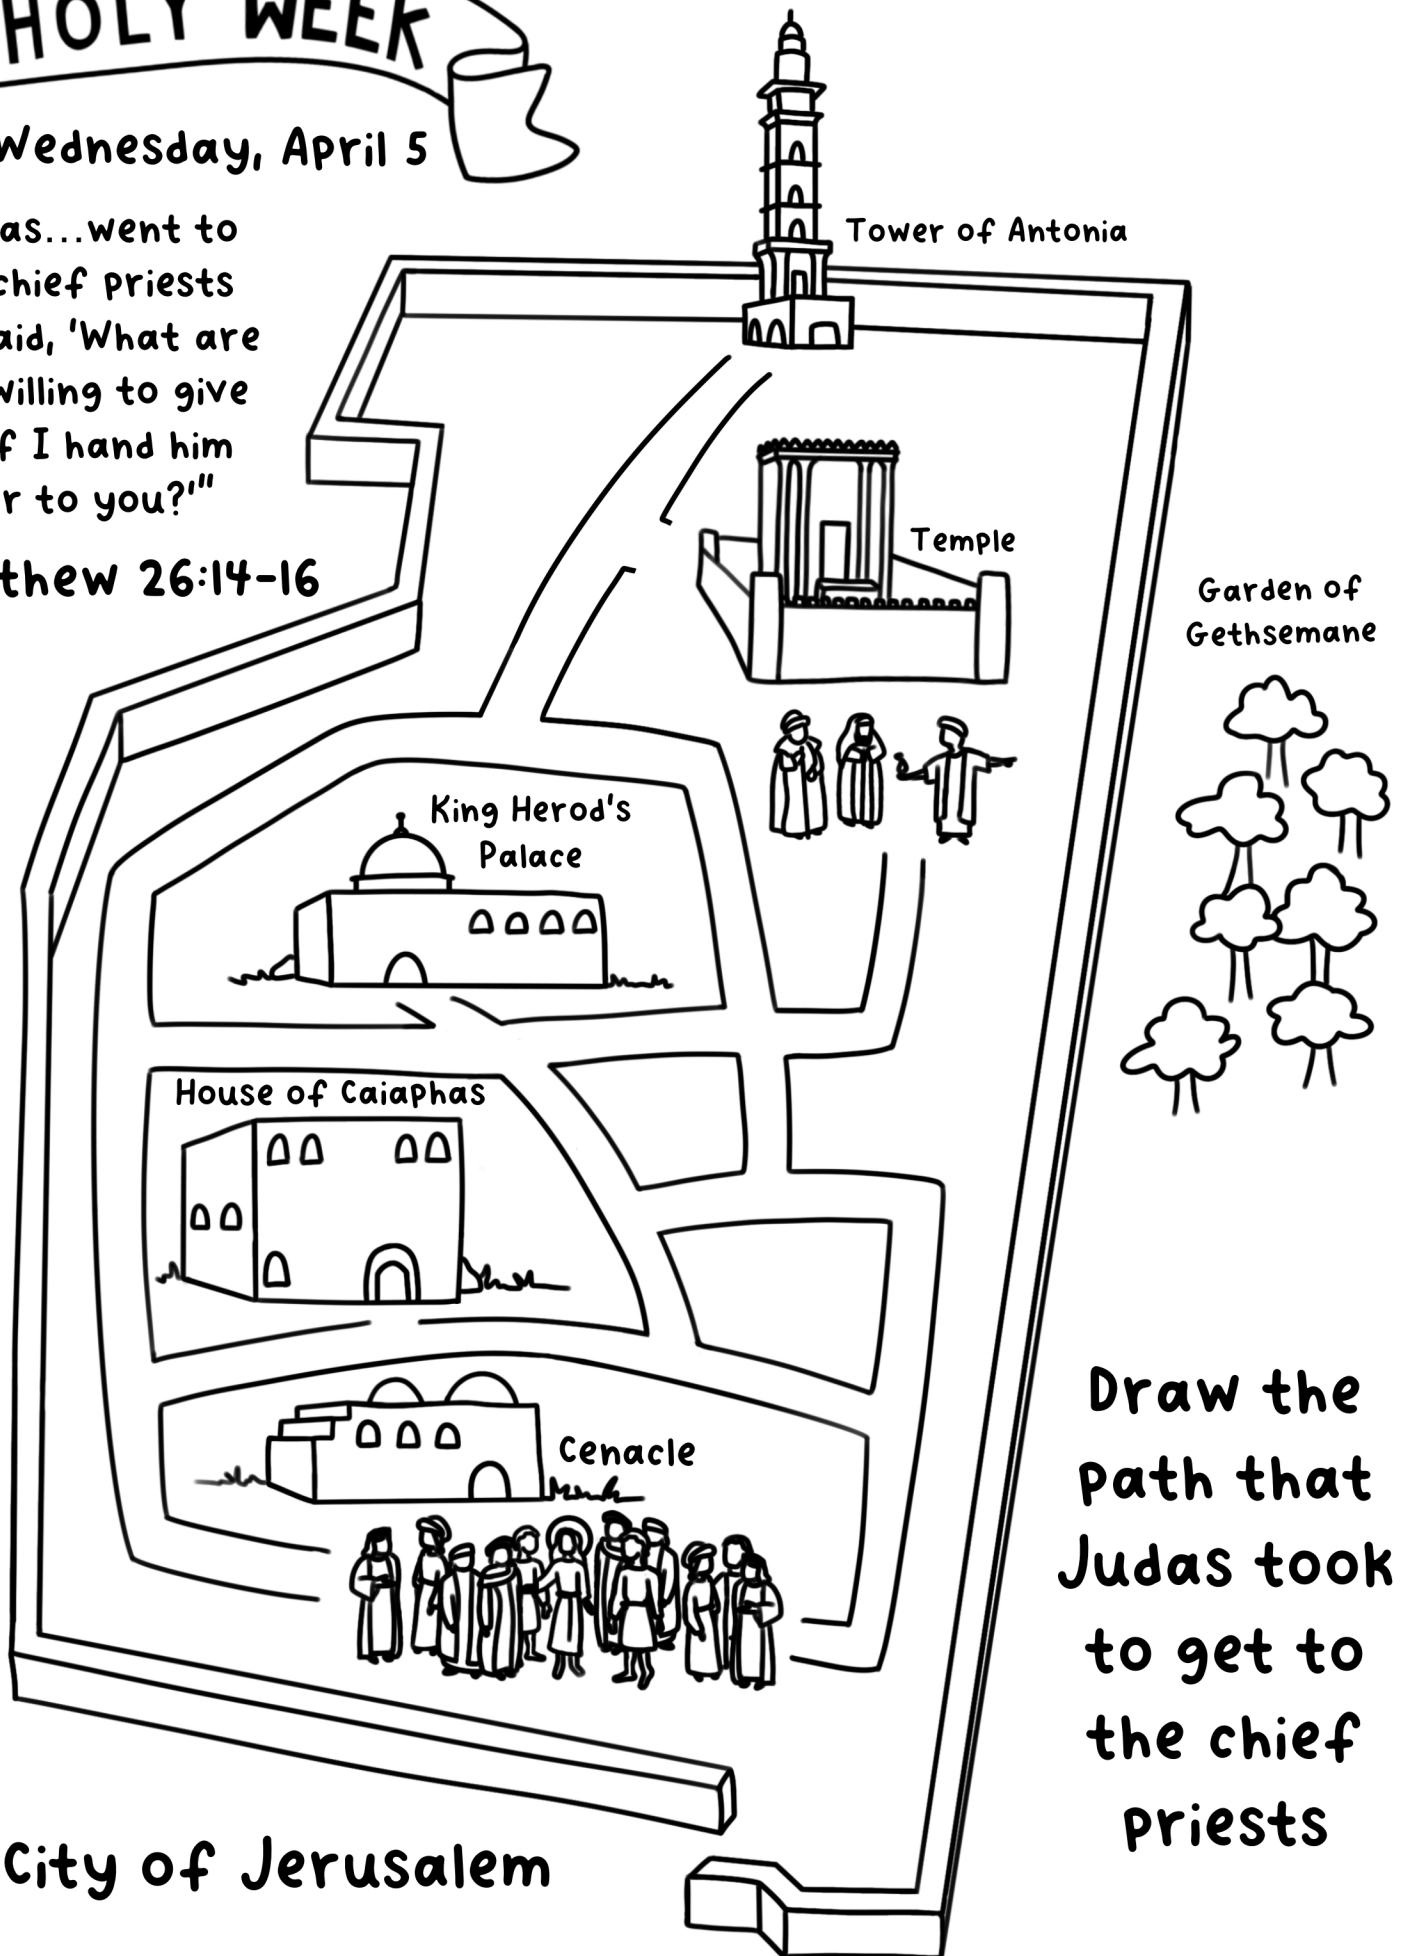 HOLY WEEK
Wednesday, April 5
as...went to
chief priests
aid, 'What are
willing to give
f I hand him
r to you?'"
thew 26:14-16
Tower of Antonia
Temple
Garden of
Gethsemane
King Herod's
Palace
House of Caiaphas
Cenacle
Draw the
path that
Judas took
to get to
the chief
priests
City of Jerusalem